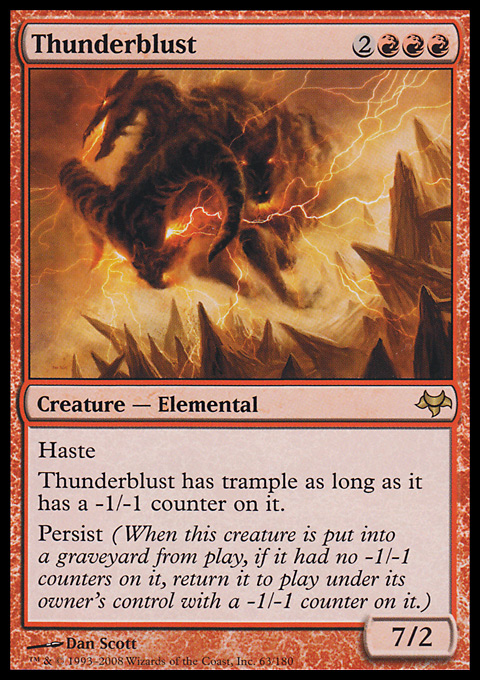 Thunderblust 2
Creature — Elemental
Haste
Thunderblust has trample as long as it
has a -1/-1 counter on it.
Persist (When this creature is put into
a graveyard from play, if it had no -1/-1
counters on it, return it to play under its
owner's control with a -1/-1 counter on it.)
7/2
Dan Scott
™ & © 1993-2008 Wizards of the Coast, Inc. 63/180